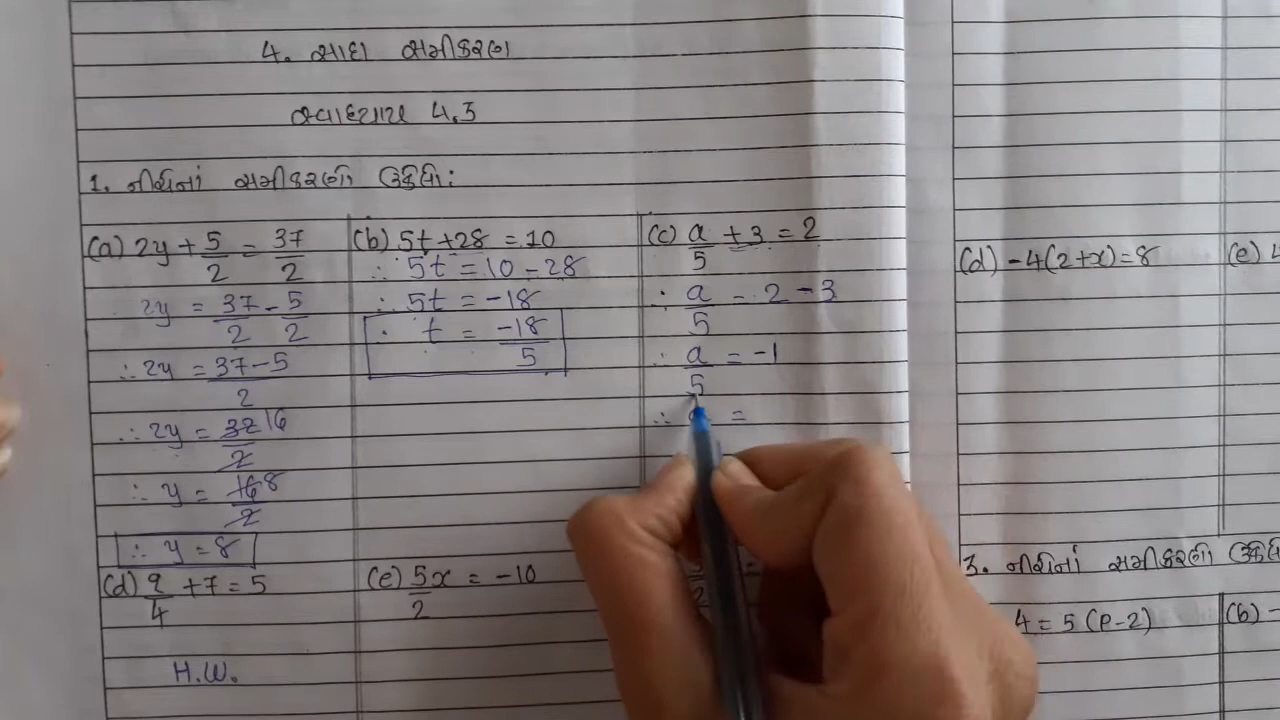 4. સાદા સમીકરણ
સ્વાધ્યાય 4.3
1. નીચેનાં સમીકરણો ઉકેલો:
(a) 2y + 5/2 = 37/2
2y = 37/2 - 5/2
∴ 2y = 37-5/2
∴ 2y = 32/2 16
∴ y = 16/2 8
∴ y = 8
(b) 5t + 28 = 10
∴ 5t = 10 - 28
∴ 5t = -18
∴ t = -18/5
(c) a/5 + 3 = 2
∴ a/5 = 2 - 3
∴ a/5 = -1
∴ =
(d) q/4 + 7 = 5
H.W.
(e) 5x/2 = -10
(d) -4(2+x) = 8
(e) 4
3. નીચેનાં સમીકરણો
4 = 5(P-2)
(b) -